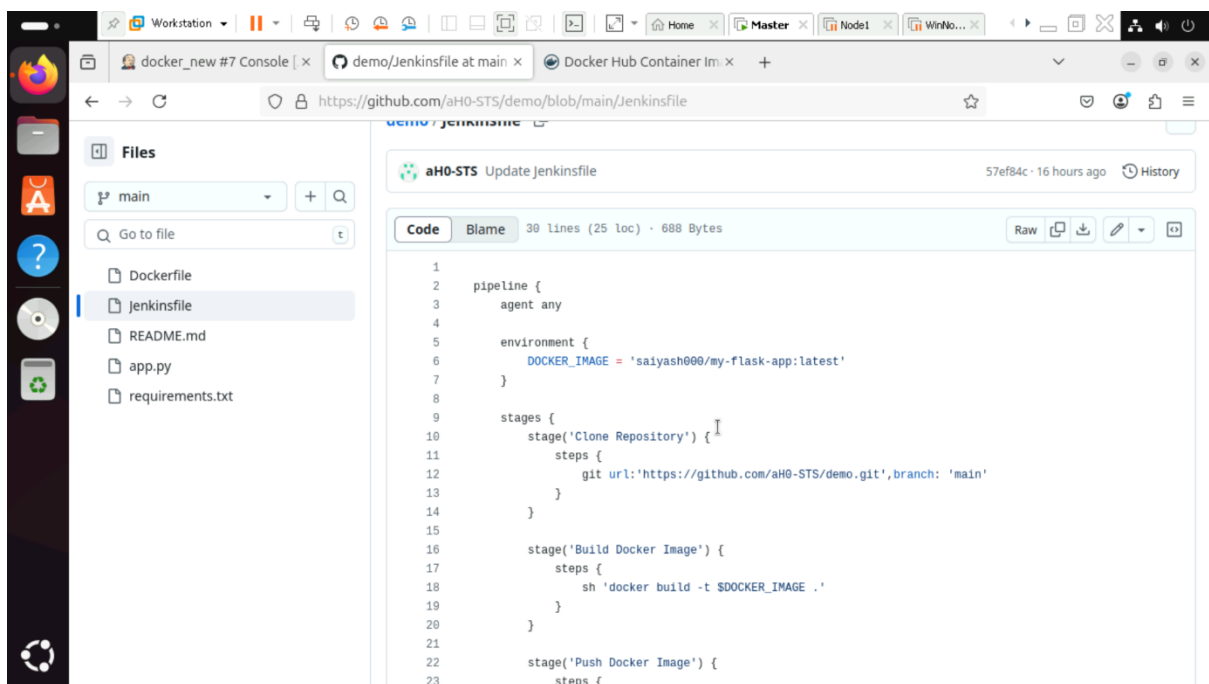 Workstation
Home
Master
Node1
WinNo...
docker_new #7 Console [
demo/Jenkinsfile at main
Docker Hub Container Im
https://github.com/aH0-STS/demo/blob/main/Jenkinsfile
demo / Jenkinsfile
Files
main
Go to file
t
Dockerfile
Jenkinsfile
README.md
app.py
requirements.txt
aH0-STS Update Jenkinsfile
57ef84c · 16 hours ago
History
Code
Blame
30 lines (25 loc) · 688 Bytes
Raw
1
2 pipeline {
3 agent any
4
5 environment {
6 DOCKER_IMAGE = 'saiyash000/my-flask-app:latest'
7 }
8
9 stages {
10 stage('Clone Repository') {
11 steps {
12 git url:'https://github.com/aH0-STS/demo.git',branch: 'main'
13 }
14 }
15
16 stage('Build Docker Image') {
17 steps {
18 sh 'docker build -t $DOCKER_IMAGE .'
19 }
20 }
21
22 stage('Push Docker Image') {
23 steps {